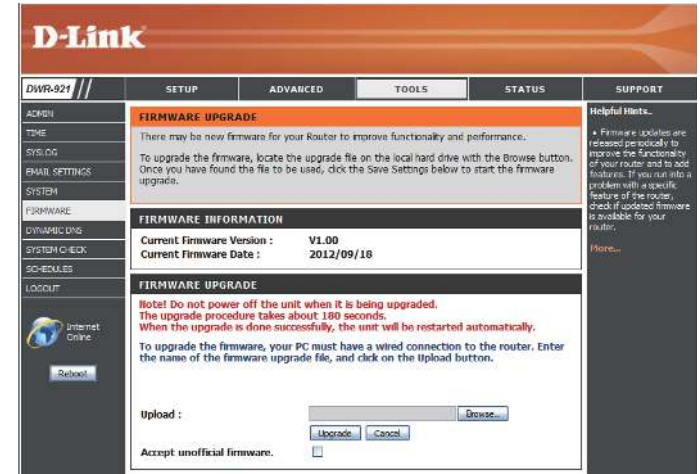 D-Link
DWR-921 //
SETUP
ADVANCED
TOOLS
STATUS
SUPPORT
ADMIN
TIME
SYSLOG
EMAIL SETTINGS
SYSTEM
FIRMWARE
DYNAMIC DNS
SYSTEM CHECK
SCHEDULES
LOGOUT
Internet
Online
Reboot
FIRMWARE UPGRADE
There may be new firmware for your Router to improve functionality and performance.
To upgrade the firmware, locate the upgrade file on the local hard drive with the Browse button.
Once you have found the file to be used, click the Save Settings below to start the firmware
upgrade.
FIRMWARE INFORMATION
Current Firmware Version : V1.00
Current Firmware Date : 2012/09/18
FIRMWARE UPGRADE
Note! Do not power off the unit when it is being upgraded.
The upgrade procedure takes about 180 seconds.
When the upgrade is done successfully, the unit will be restarted automatically.
To upgrade the firmware, your PC must have a wired connection to the router. Enter
the name of the firmware upgrade file, and click on the Upload button.
Upload :
Browse...
Upgrade
Cancel
Accept unofficial firmware.
Helpful Hints..
• Firmware updates are
released periodically to
improve the functionality
of your router and to add
features. If you run into a
problem with a specific
feature of the router,
check if updated firmware
is available for your
router.
More...